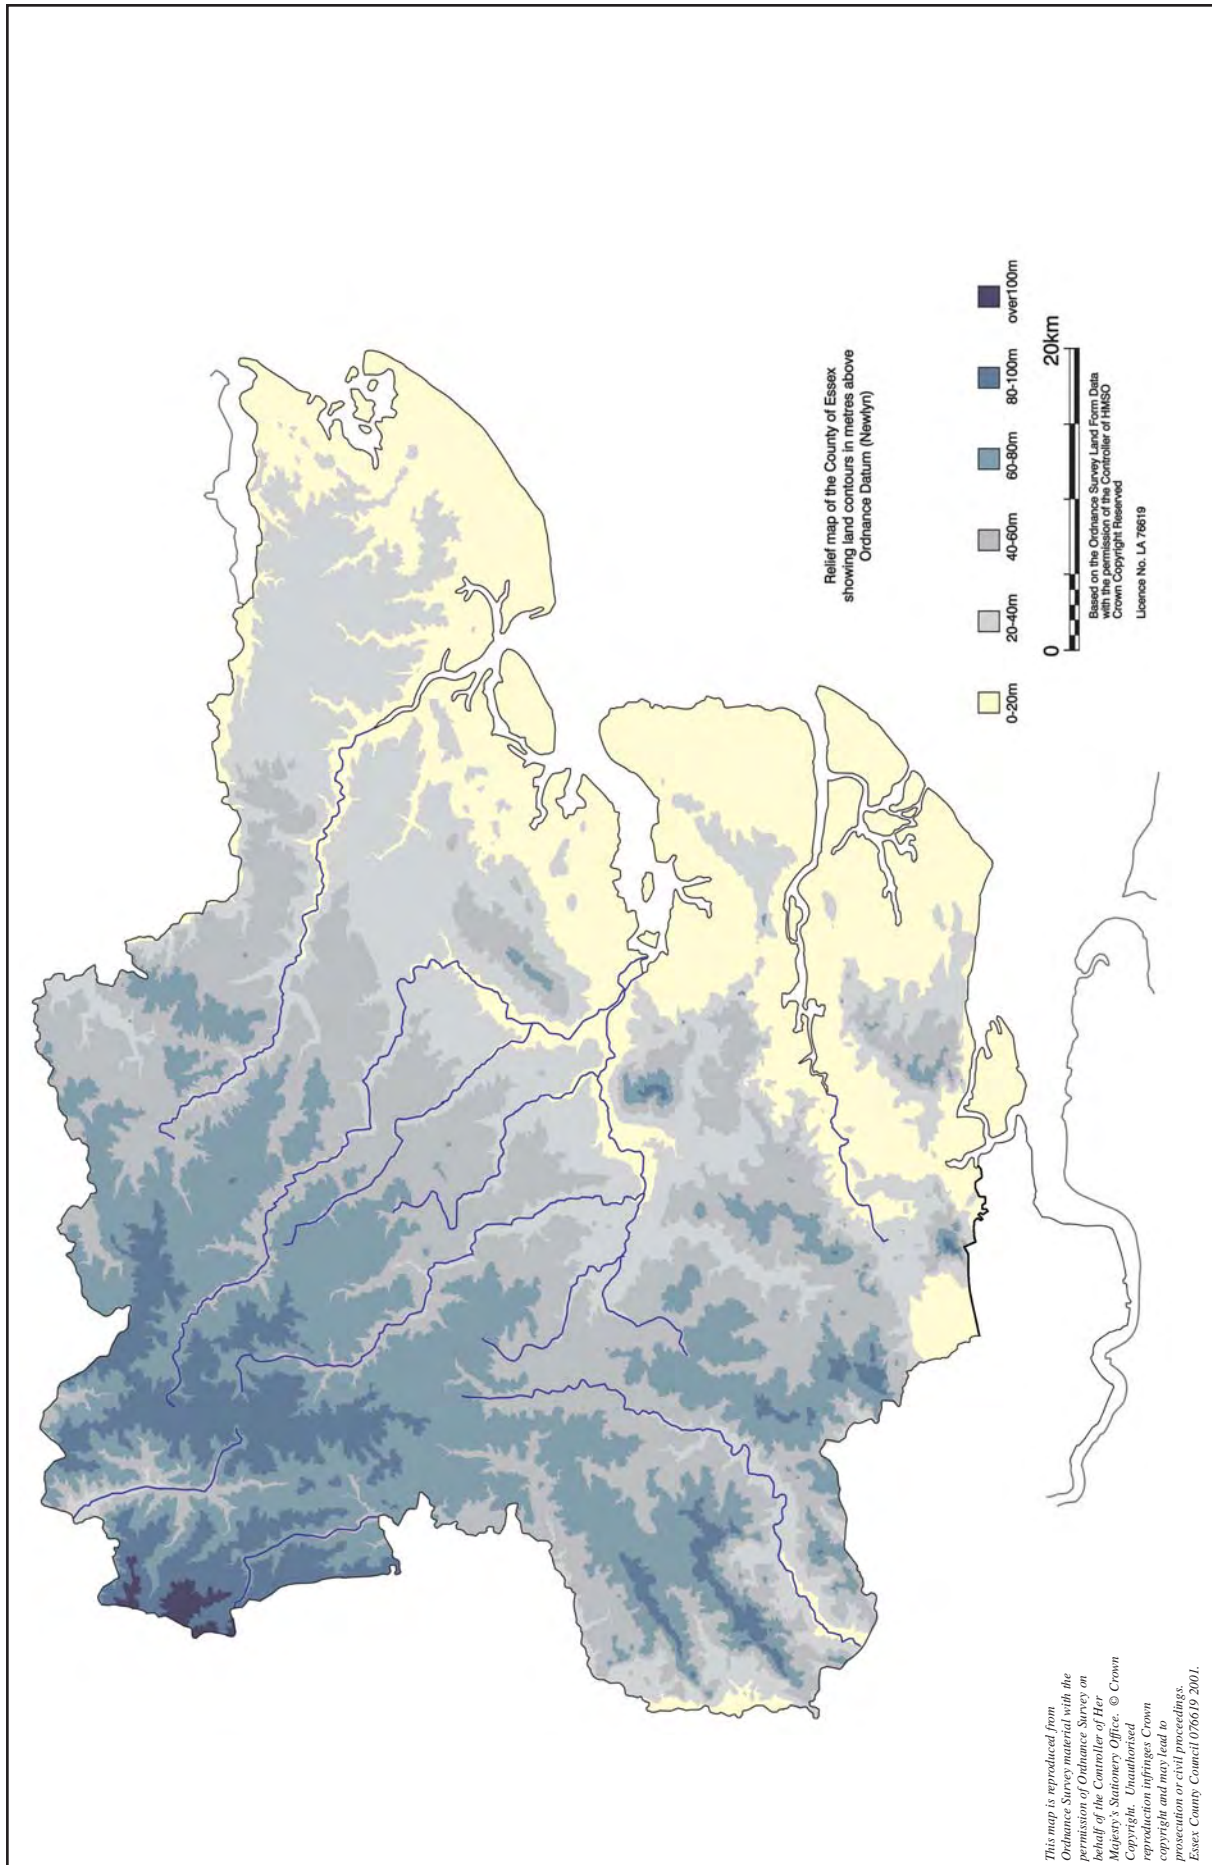 Relief map of the County of Essex
showing land contours in metres above
Ordnance Datum (Newlyn)
0-20m
20-40m
40-60m
60-80m
80-100m
over100m
0
20km
Based on the Ordnance Survey Land Form Data
with the permission of the Controller of HMSO
Crown Copyright Reserved
Licence No. LA 76619
This map is reproduced from
Ordnance Survey material with the
permission of Ordnance Survey on
behalf of the Controller of Her
Majesty's Stationery Office. © Crown
Copyright. Unauthorised
reproduction infringes Crown
copyright and may lead to
prosecution or civil proceedings.
Essex County Council 076619 2001.